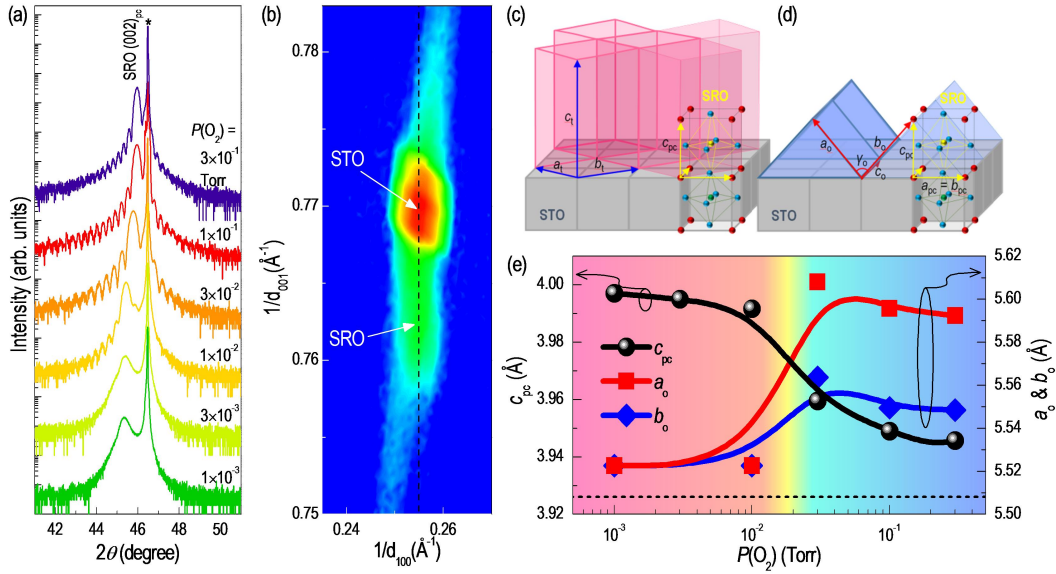 (a)
SRO (002)pc
*
P(O2) =
3×10-1
Torr
1×10-1
3×10-2
1×10-2
3×10-3
1×10-3
Intensity (arb. units)
42 44 46 48 50
2θ (degree)
(b)
0.78
0.77
0.76
0.75
STO
SRO
1/d001(Å-1)
0.24 0.26
1/d100(Å-1)
(c)
SRO
ct
cpc
at
bt
STO
(d)
SRO
ao
bo
cpc
γo
co
apc = bpc
STO
(e)
4.00
3.98
3.96
3.94
3.92
cpc (Å)
cpc
ao
bo
5.62
5.60
5.58
5.56
5.54
5.52
5.50
ao & bo (Å)
10-3 10-2 10-1
P(O2) (Torr)